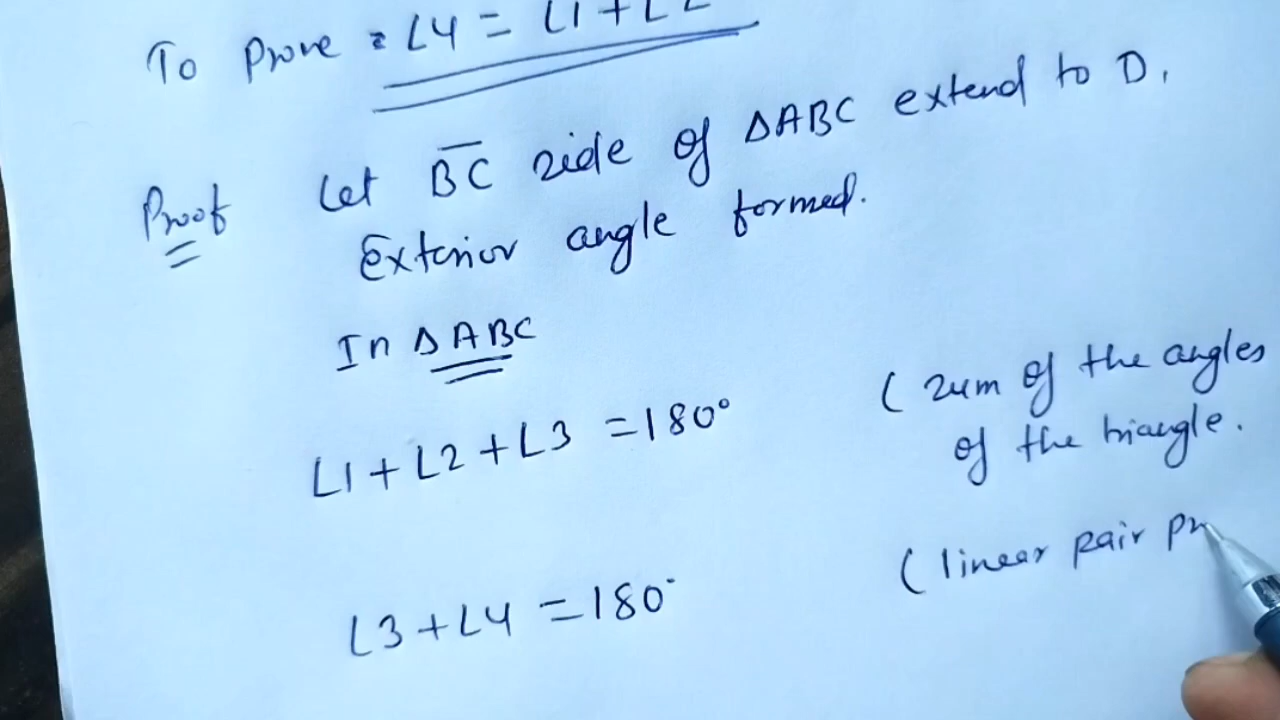 To Prove : ∠4 = ∠1 + ∠2
Proof Let B̅C̅ side of ΔABC extend to D.
Exterior angle formed.
In ΔABC
∠1 + ∠2 + ∠3 = 180° ( sum of the angles
of the triangle.
∠3 + ∠4 = 180° ( linear pair